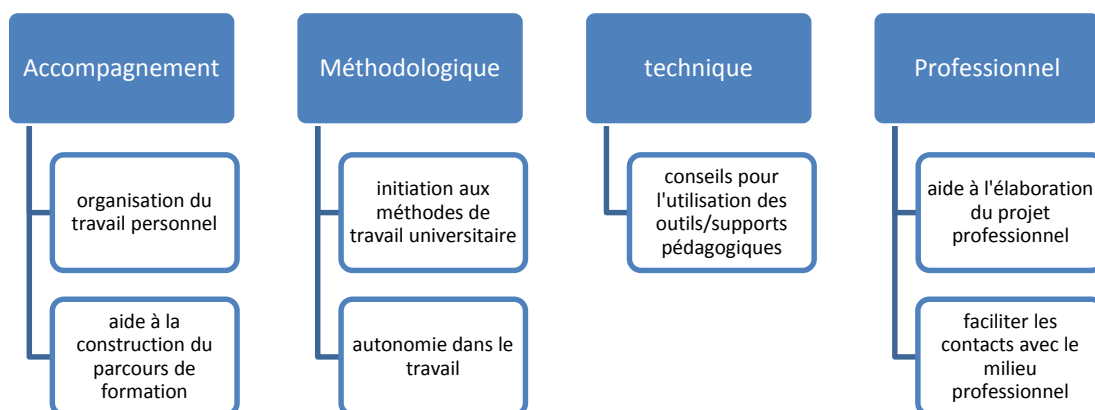 Accompagnement
organisation du
travail personnel
aide à la
construction du
parcours de
formation
Méthodologique
initiation aux
méthodes de
travail universitaire
autonomie dans le
travail
technique
conseils pour
l'utilisation des
outils/supports
pédagogiques
Professionnel
aide à l'élaboration
du projet
professionnel
faciliter les
contacts avec le
milieu
professionnel